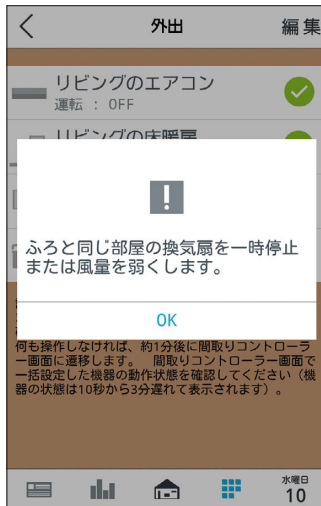 外出
編集
リビングのエアコン
運転 : OFF
リビングの床暖房
!
ふろと同じ部屋の換気扇を一時停止
または風量を弱くします。
OK
何も操作しなければ、約1分後に間取りコントローラ
ー画面に遷移します。 間取りコントローラー画面で
一括設定した機器の動作状態を確認してください（機
器の状態は10秒から3分遅れて表示されます）。
水曜日
10